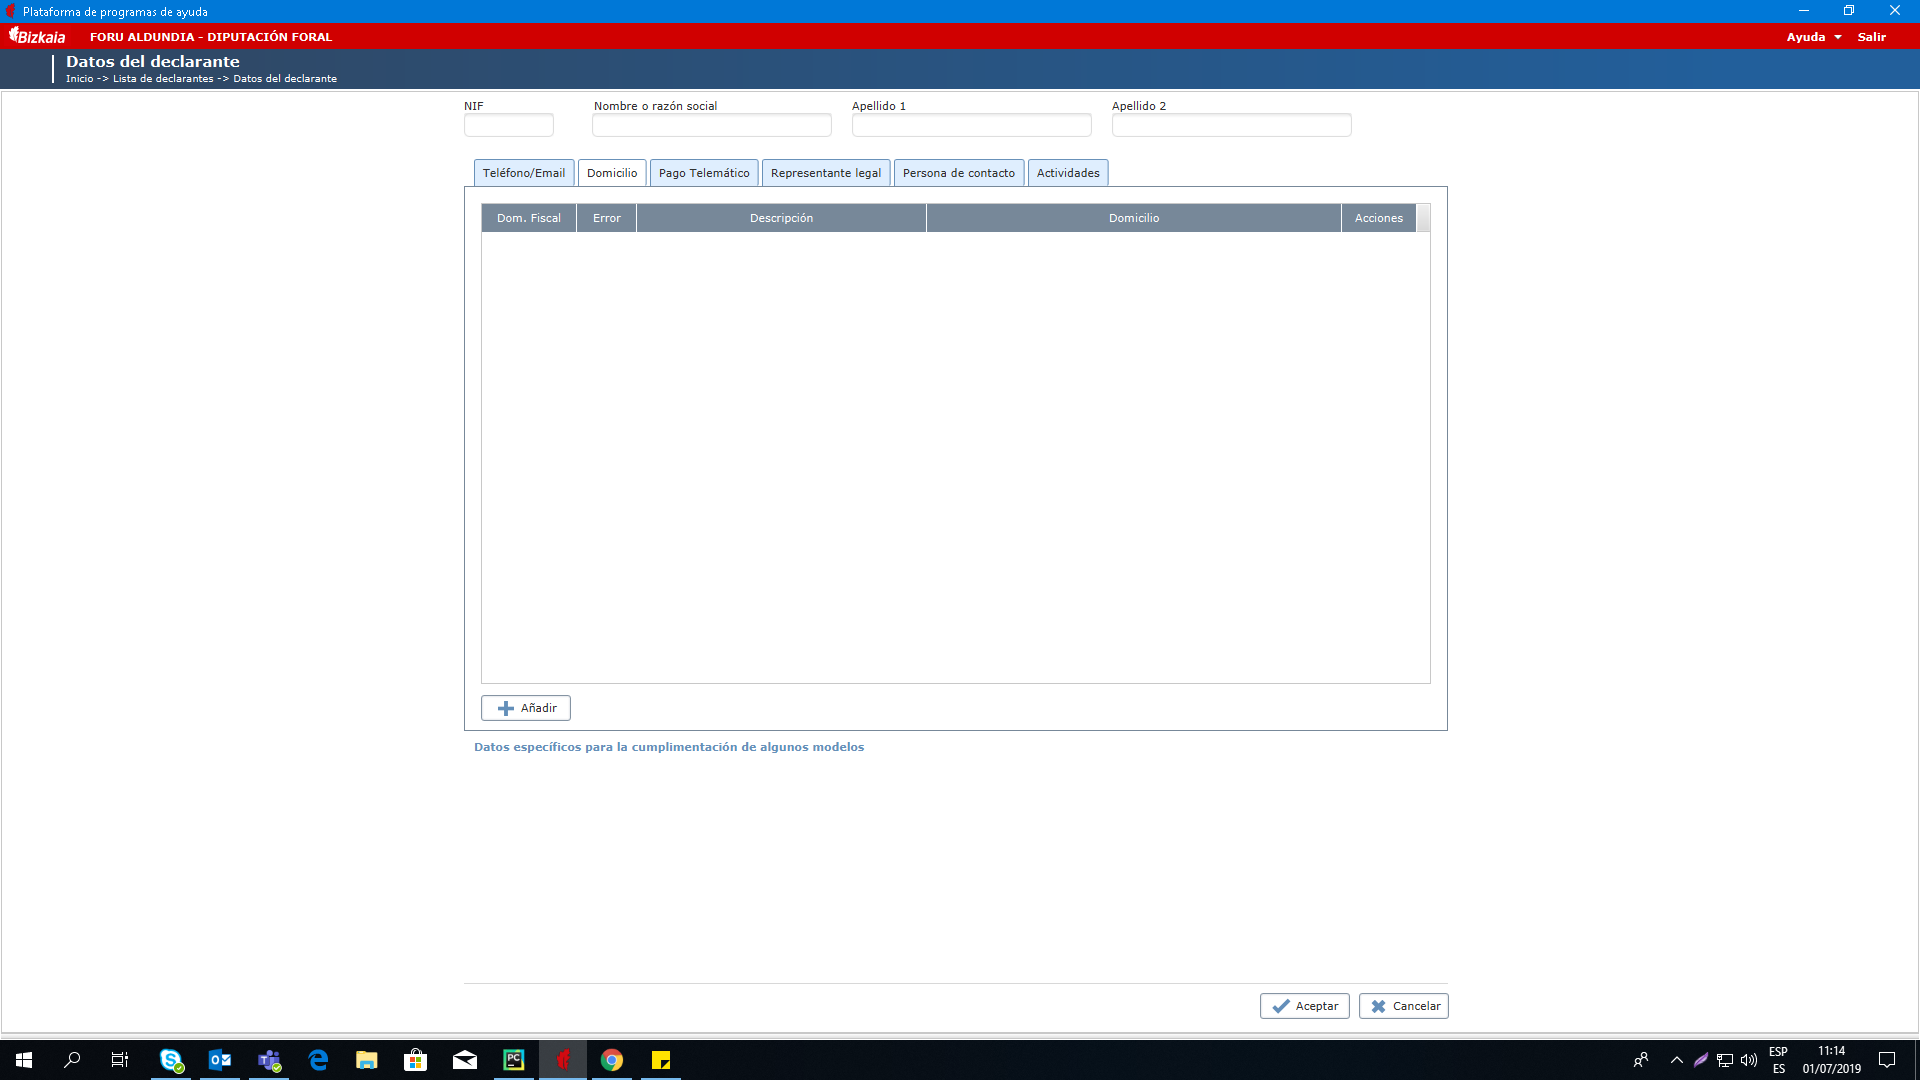 Plataforma de programas de ayuda
Bizkaia FORU ALDUNDIA - DIPUTACIÓN FORAL Ayuda Salir
Datos del declarante
Inicio -> Lista de declarantes -> Datos del declarante
NIF Nombre o razón social Apellido 1 Apellido 2
Teléfono/Email Domicilio Pago Telemático Representante legal Persona de contacto Actividades
Dom. Fiscal Error Descripción Domicilio Acciones
Añadir
Datos específicos para la cumplimentación de algunos modelos
Aceptar Cancelar
ESP 11:14
ES 01/07/2019